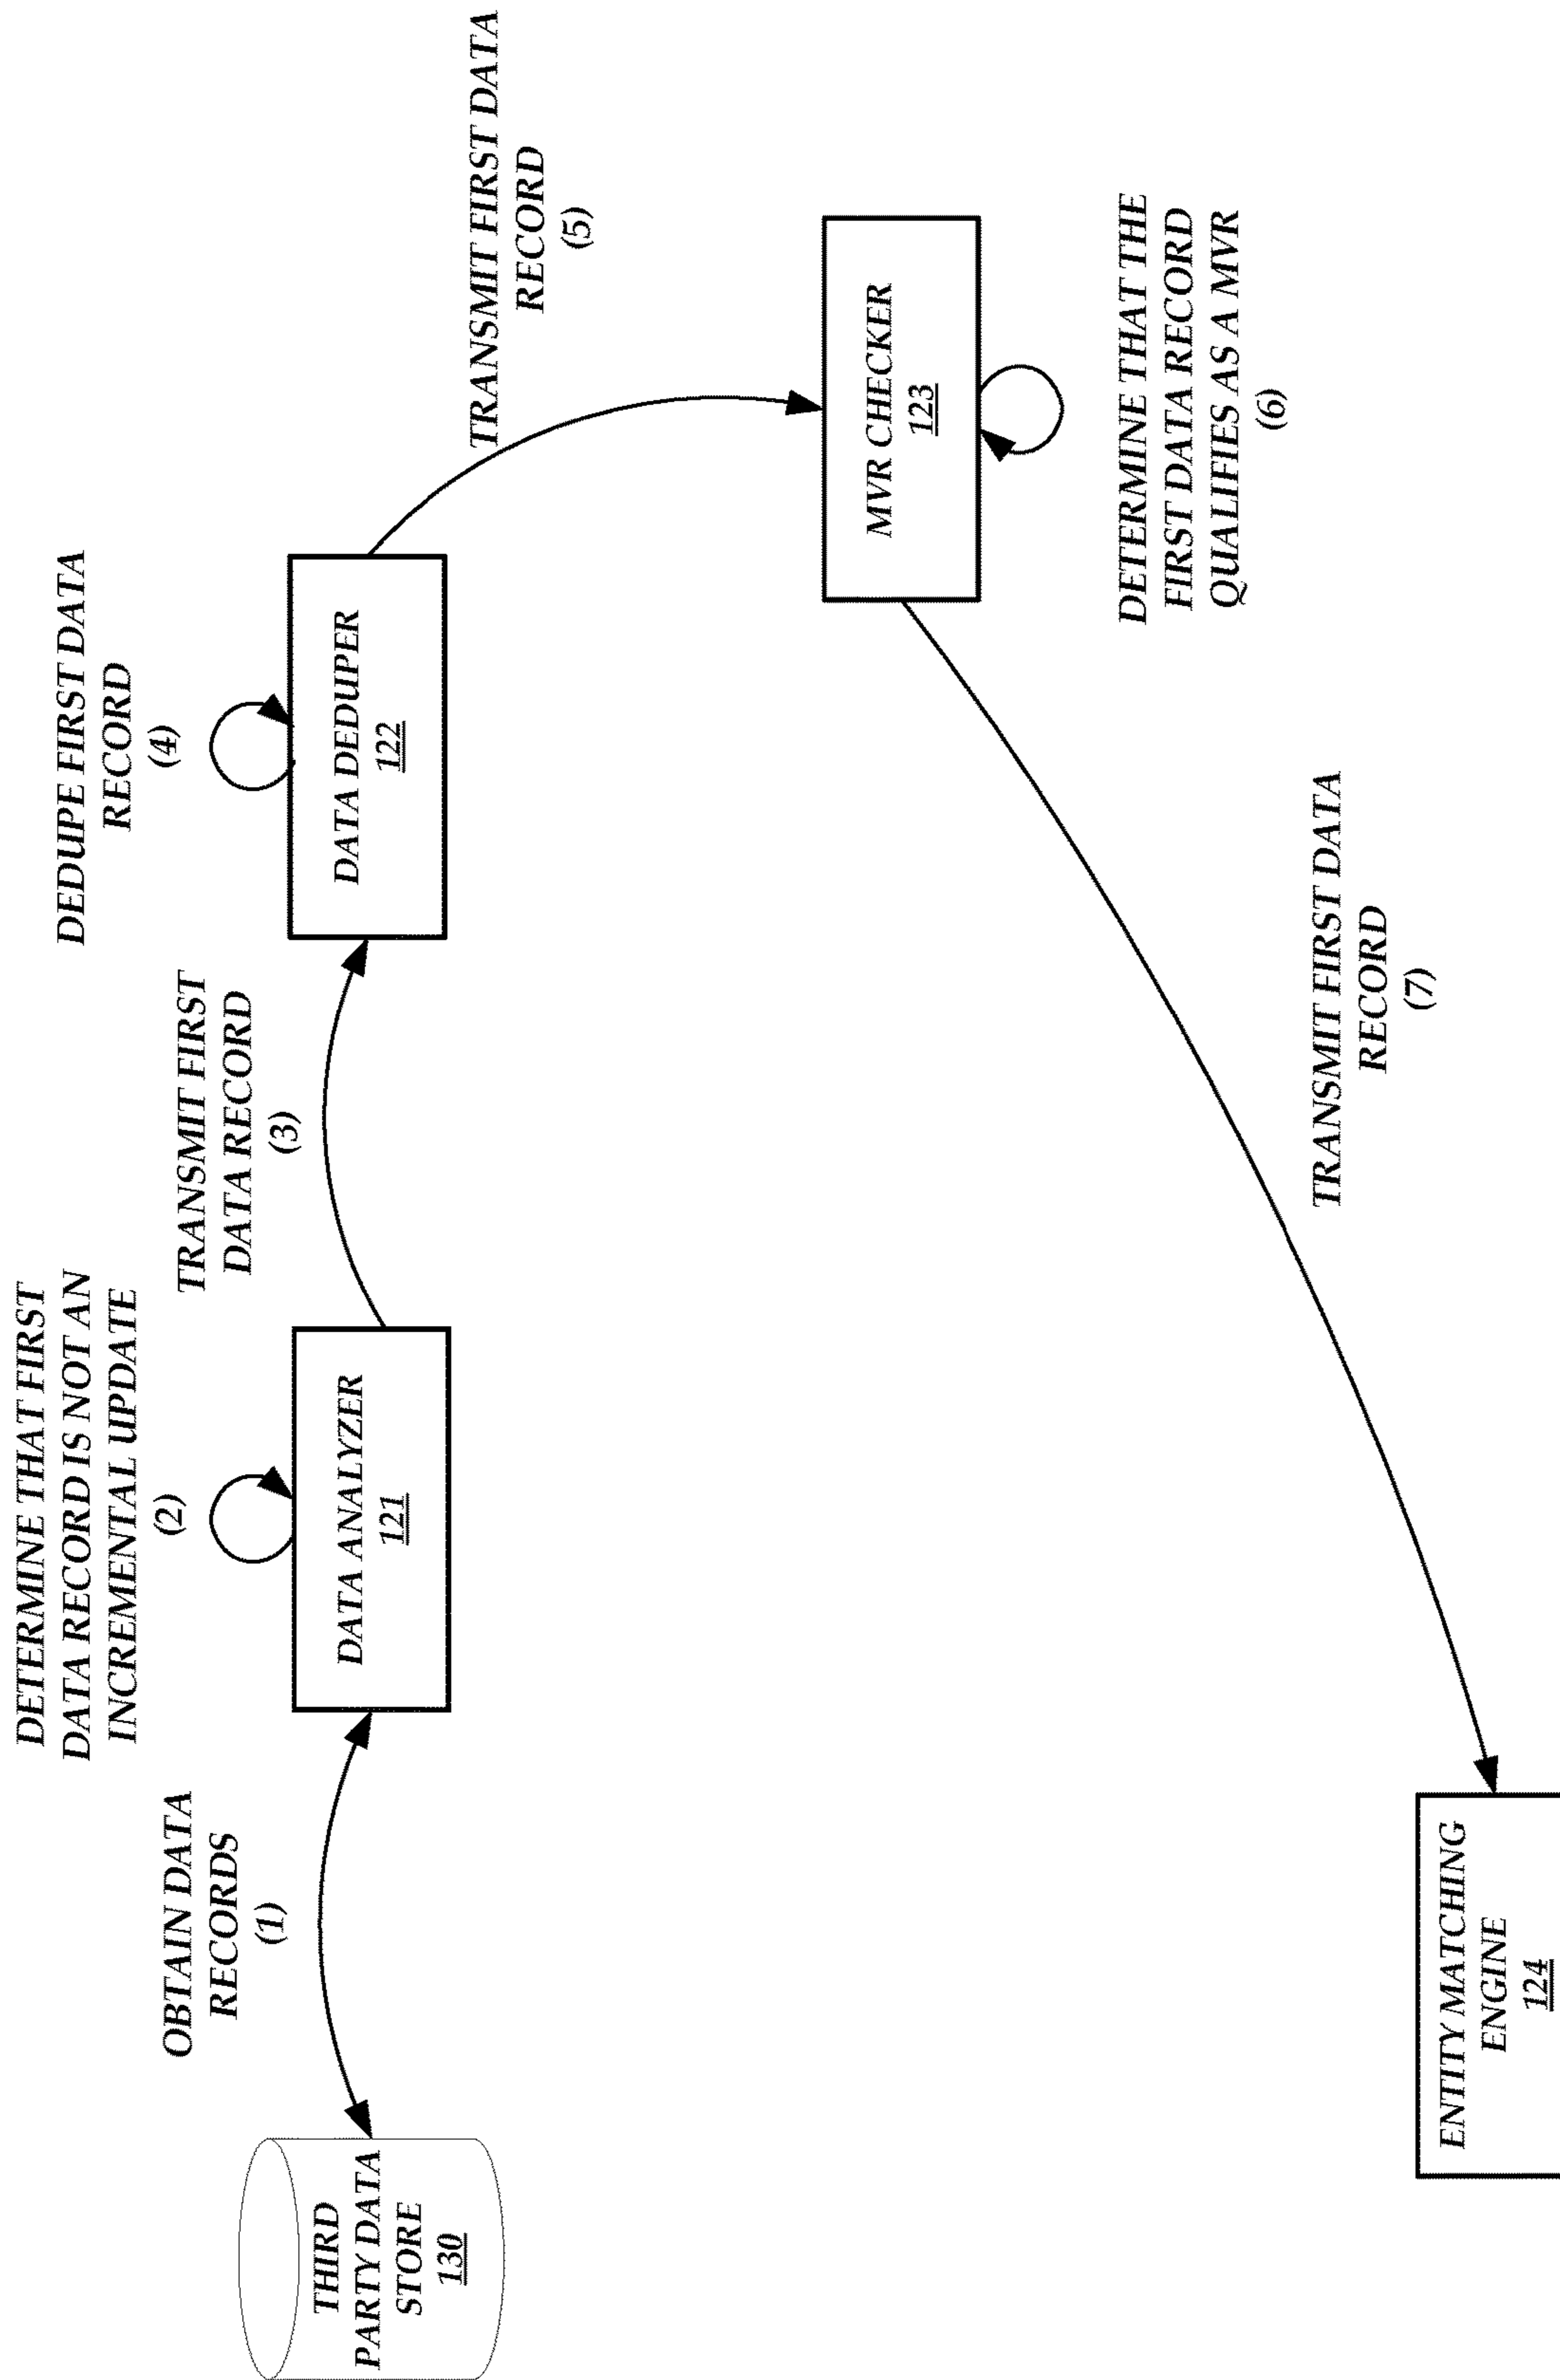 OBTAIN DATA
RECORDS
(1)
DETERMINE THAT FIRST
DATA RECORD IS NOT AN
INCREMENTAL UPDATE
(2)
TRANSMIT FIRST
DATA RECORD
(3)
DEDUPE FIRST DATA
RECORD
(4)
THIRD
PARTY DATA
STORE
130
DATA ANALYZER
121
DATA DEDUPER
122
TRANSMIT FIRST DATA
RECORD
(5)
MVR CHECKER
123
DETERMINE THAT THE
FIRST DATA RECORD
QUALIFIES AS A MVR
(6)
TRANSMIT FIRST DATA
RECORD
(7)
ENTITY MATCHING
ENGINE
124